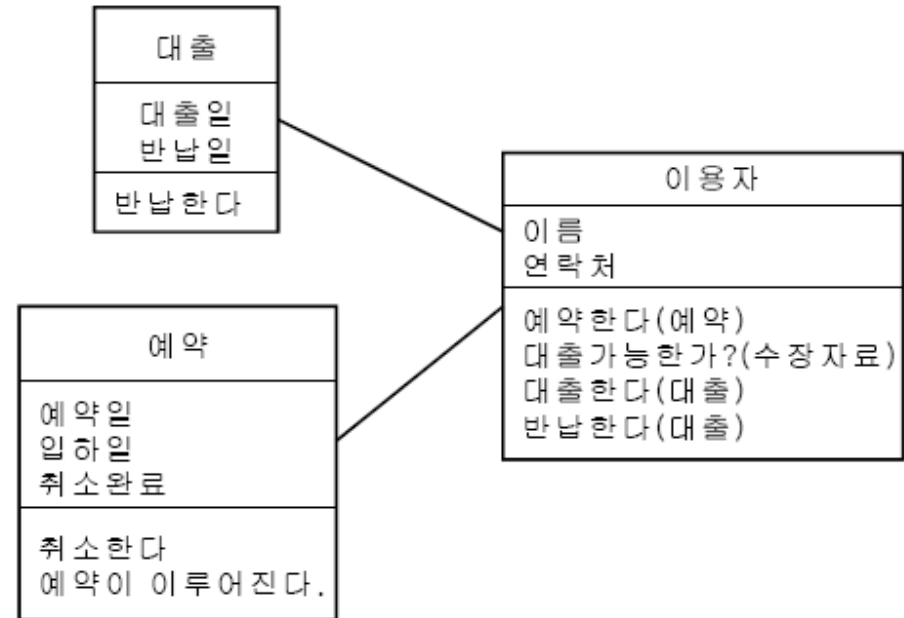 대출
대출일
반납일
반납한다
이용자
이름
연락처
예약한다(예약)
대출가능한가?(수장자료)
대출한다(대출)
반납한다(대출)
예약
예약일
입하일
취소완료
취소한다
예약이 이루어진다.